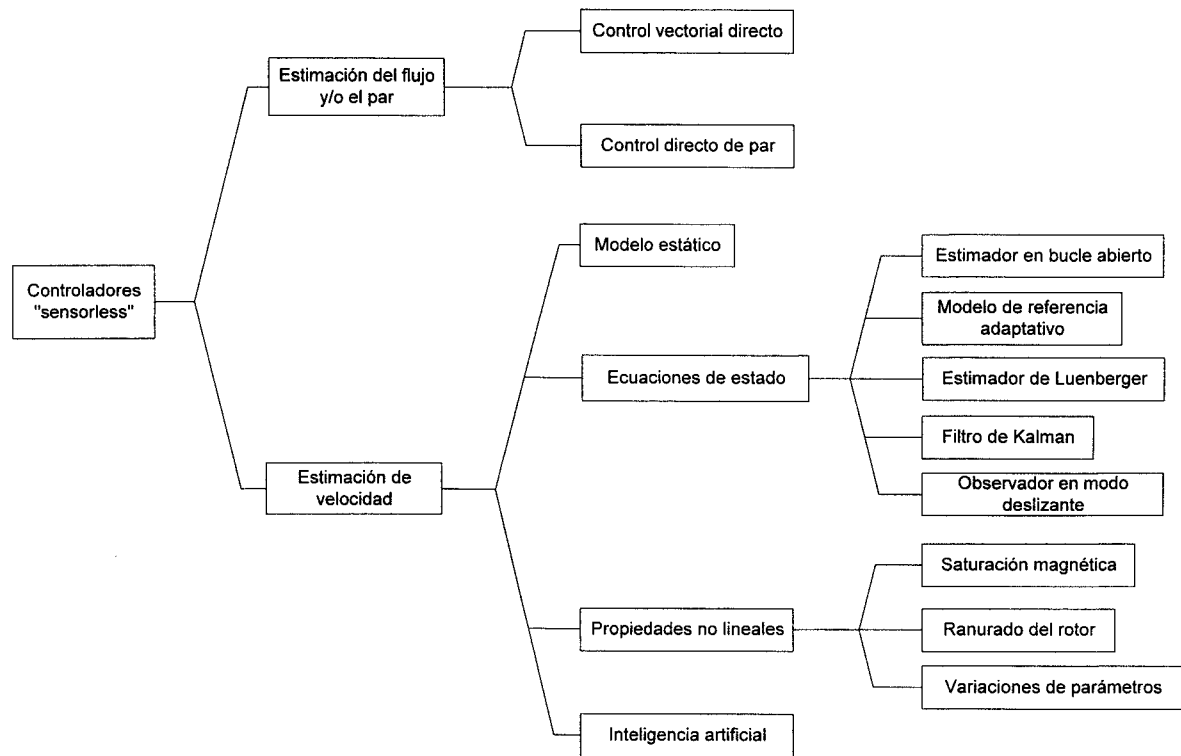 Control vectorial directo
Estimación del flujo
y/o el par
Control directo de par
Modelo estático
Estimador en bucle abierto
Controladores
"sensorless"
Modelo de referencia
adaptativo
Ecuaciones de estado
Estimador de Luenberger
Filtro de Kalman
Estimación de
velocidad
Observador en modo
deslizante
Saturación magnética
Propiedades no lineales
Ranurado del rotor
Variaciones de parámetros
Inteligencia artificial